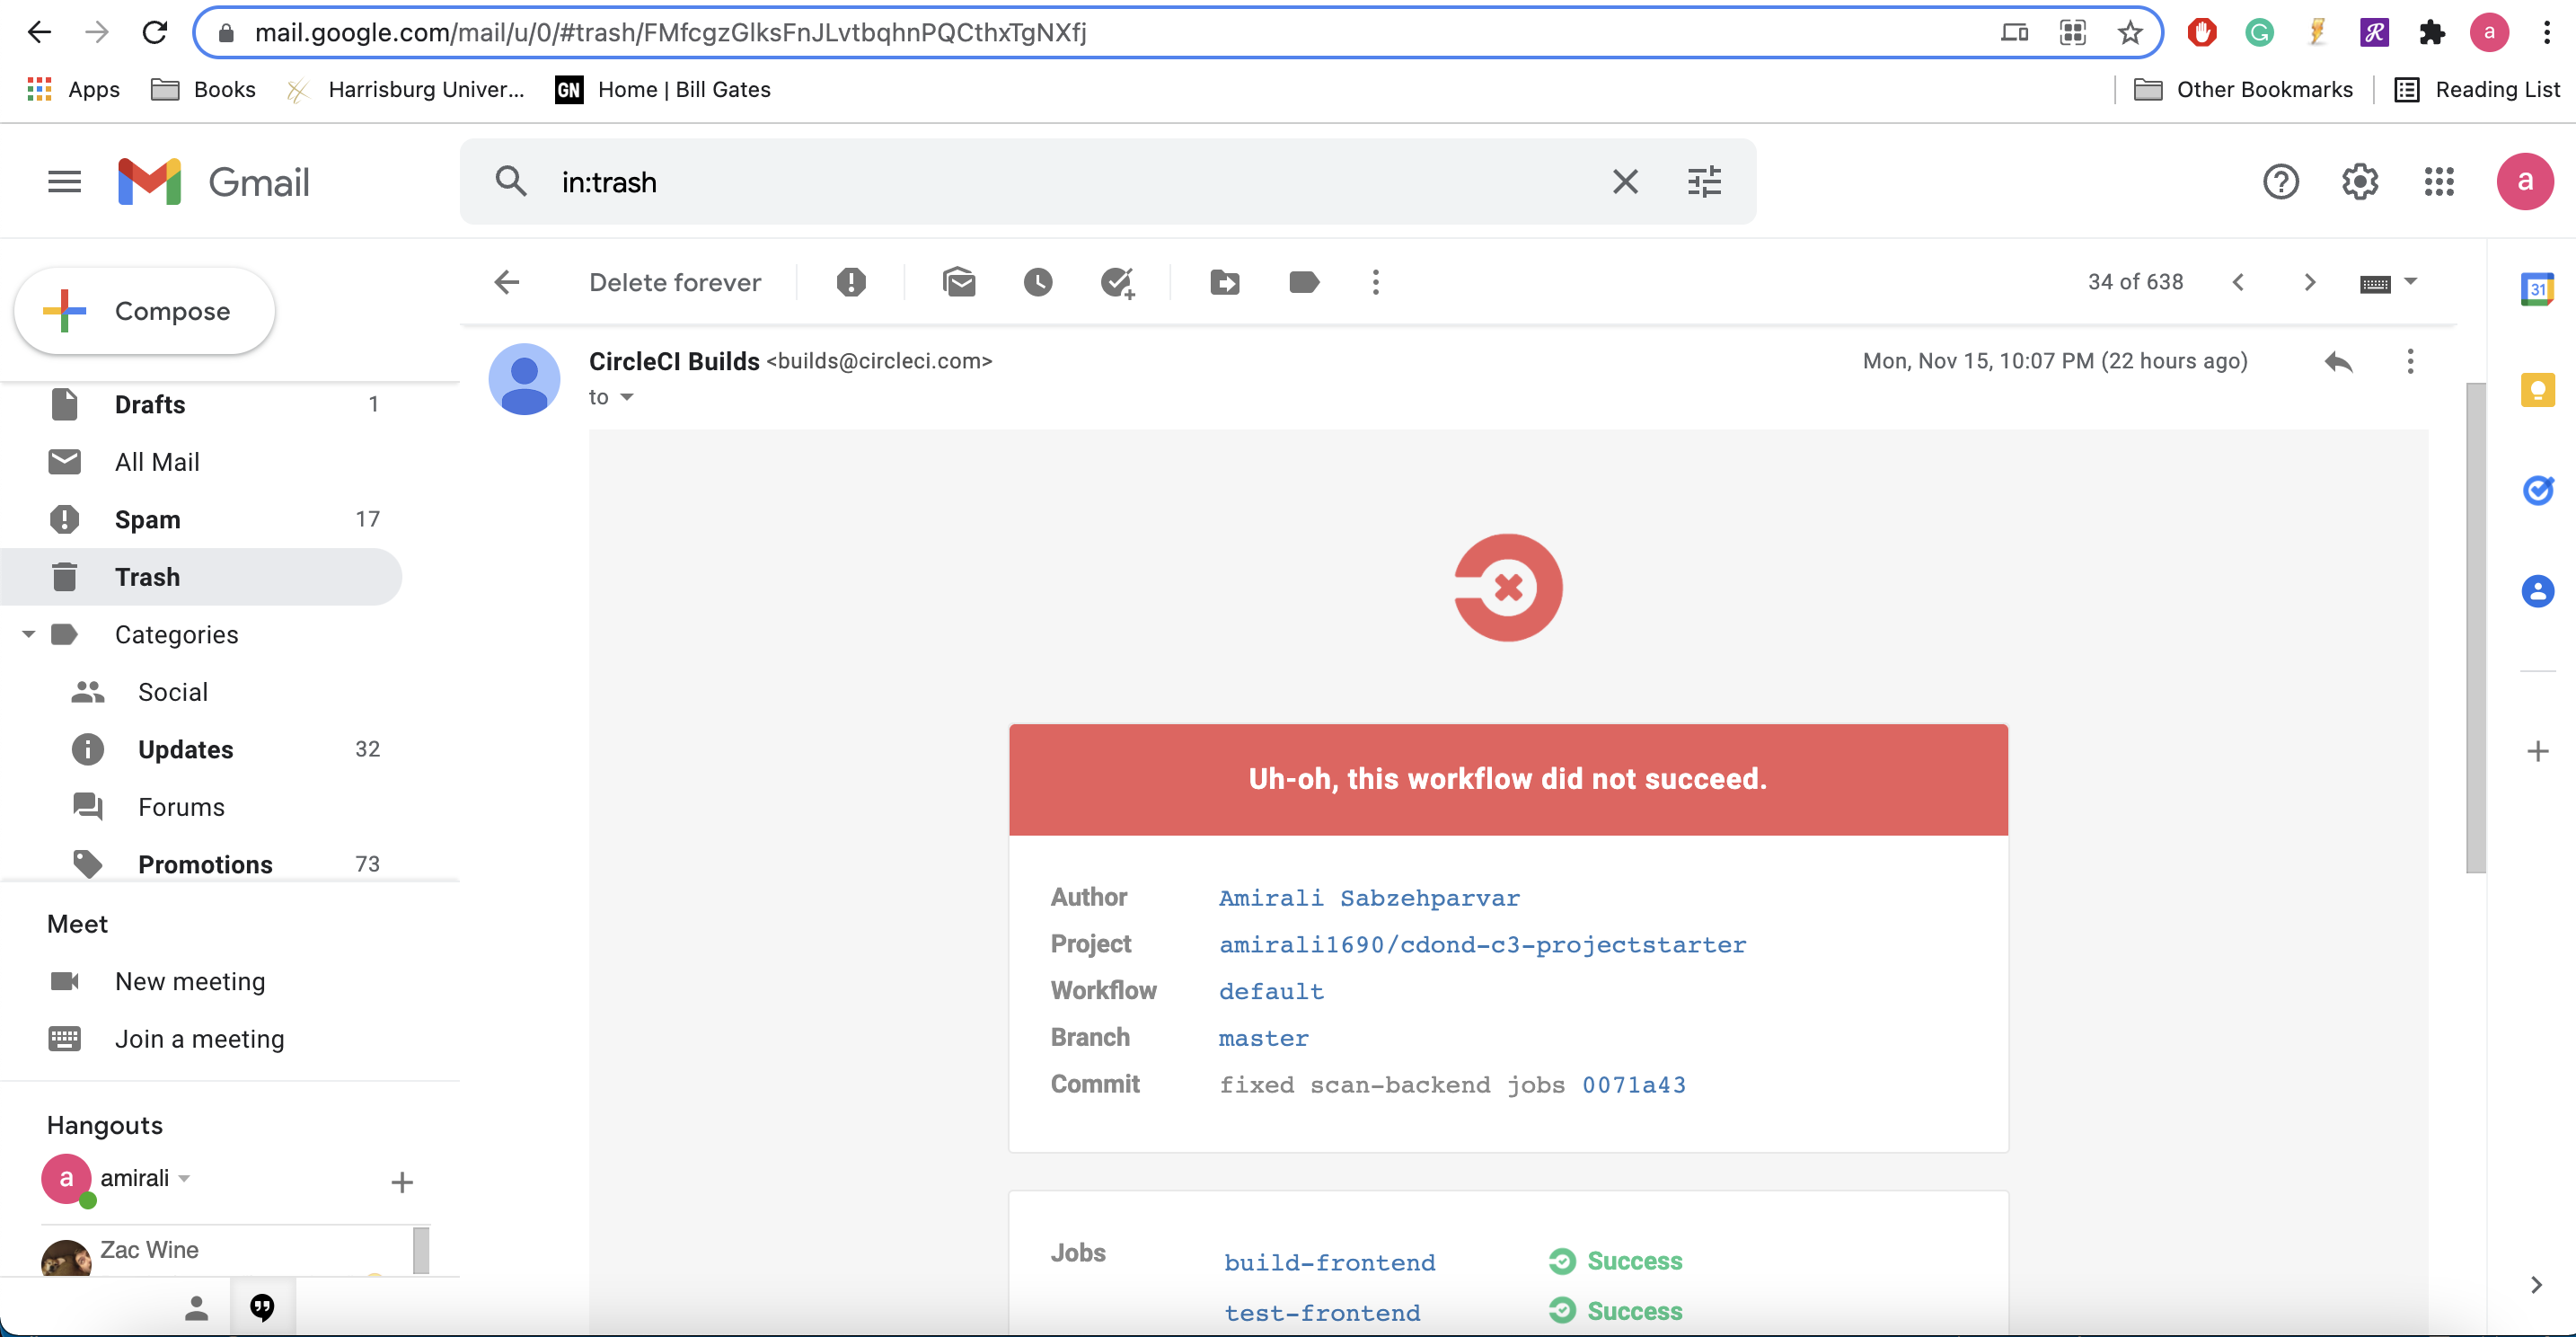 mail.google.com/mail/u/0/#trash/FMfcgzGlksFnJLvtbqhnPQCthxTgNXfj
a
Apps
Books
Harrisburg Univer...
GN
Home | Bill Gates
Other Bookmarks
Reading List
Gmail
in:trash
a
Compose
Delete forever
34 of 638
31
CircleCI Builds <builds@circleci.com>
Mon, Nov 15, 10:07 PM (22 hours ago)
to
Drafts 1
All Mail
Spam 17
Trash
Categories
Social
Updates 32
Forums
Promotions 73
Meet
New meeting
Join a meeting
Hangouts
a amirali
Zac Wine
Uh-oh, this workflow did not succeed.
Author Amirali Sabzehparvar
Project amirali1690/cdond-c3-projectstarter
Workflow default
Branch master
Commit fixed scan-backend jobs 0071a43
Jobs build-frontend Success
test-frontend Success